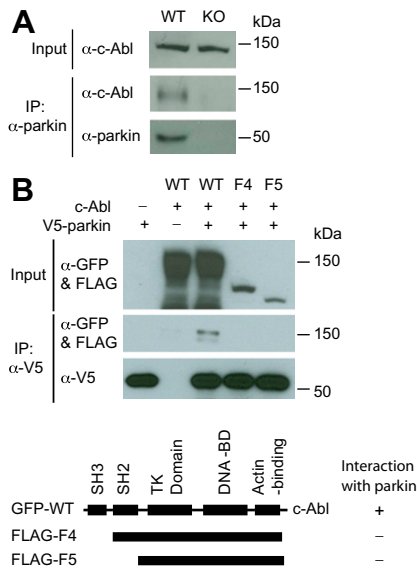 A
WT KO
kDa
Input α-c-Abl 150
IP: α-parkin
α-c-Abl 150
α-parkin 50
B
WT WT F4 F5
c-Abl – + + + +
V5-parkin + – + + +
kDa
Input α-GFP & FLAG 150
IP: α-V5
α-GFP & FLAG 150
α-V5 50
SH3 SH2 TK Domain DNA-BD Actin-binding
Interaction with parkin
GFP-WT c-Abl +
FLAG-F4 –
FLAG-F5 –